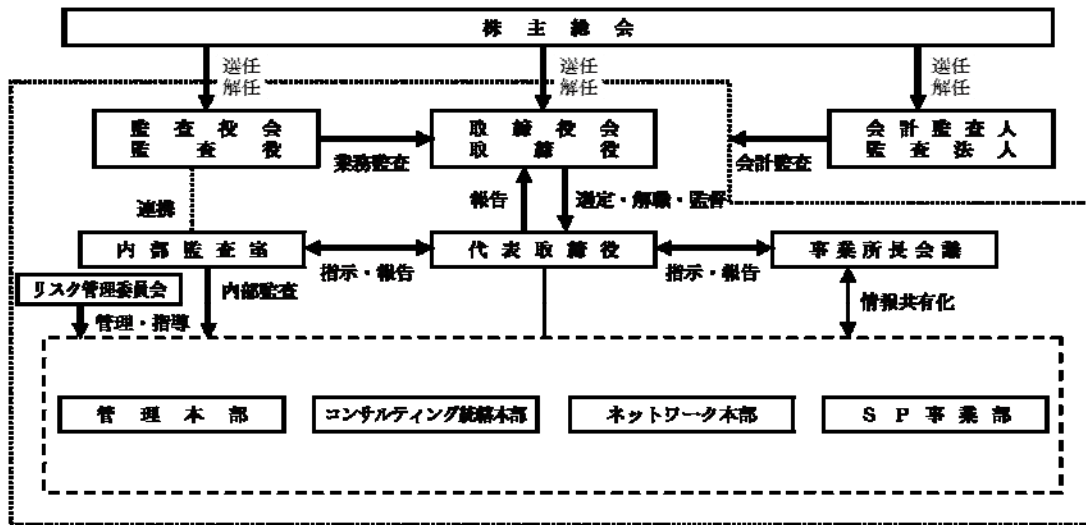 株主総会
選任
解任
選任
解任
選任
解任
監査役会
監査役
取締役会
取締役
会計監査人
監査法人
業務監査
会計監査
連携
報告
選定・解職・監督
内部監査室
代表取締役
事業所長会議
指示・報告
指示・報告
リスク管理委員会
内部監査
情報共有化
管理・指導
管理本部
コンサルティング統轄本部
ネットワーク本部
SP事業部